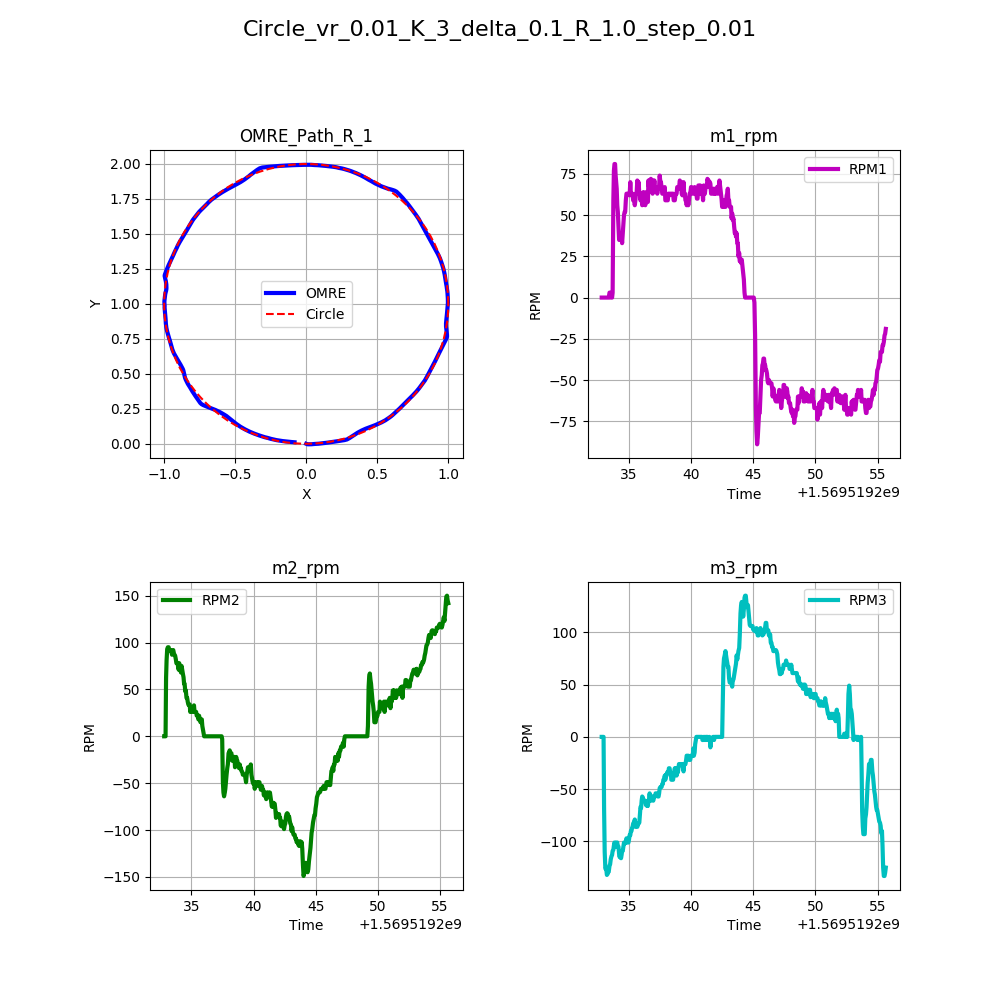 Circle_vr_0.01_K_3_delta_0.1_R_1.0_step_0.01
OMRE_Path_R_1
2.00
1.75
1.50
1.25
1.00
0.75
0.50
0.25
0.00
Y
OMRE
Circle
−1.0 −0.5 0.0 0.5 1.0
X
m1_rpm
75
50
25
0
−25
−50
−75
RPM
RPM1
35 40 45 50 55
Time +1.5695192e9
m2_rpm
150
100
50
0
−50
−100
−150
RPM
RPM2
35 40 45 50 55
Time +1.5695192e9
m3_rpm
100
50
0
−50
−100
RPM
RPM3
35 40 45 50 55
Time +1.5695192e9